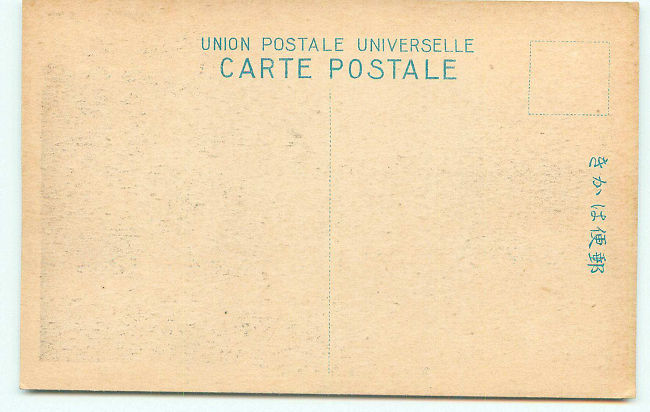 UNION POSTALE UNIVERSELLE
CARTE POSTALE
郵便はかき